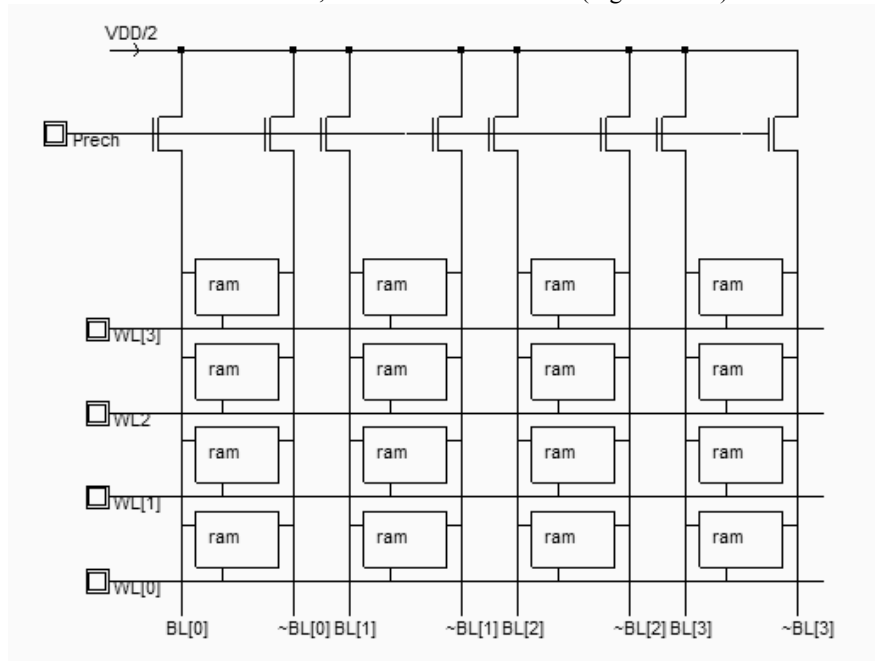 VDD/2
Prech
ram ram ram ram
WL[3]
ram ram ram ram
WL2
ram ram ram ram
WL[1]
ram ram ram ram
WL[0]
BL[0] ~BL[0] BL[1] ~BL[1] BL[2] ~BL[2] BL[3] ~BL[3]